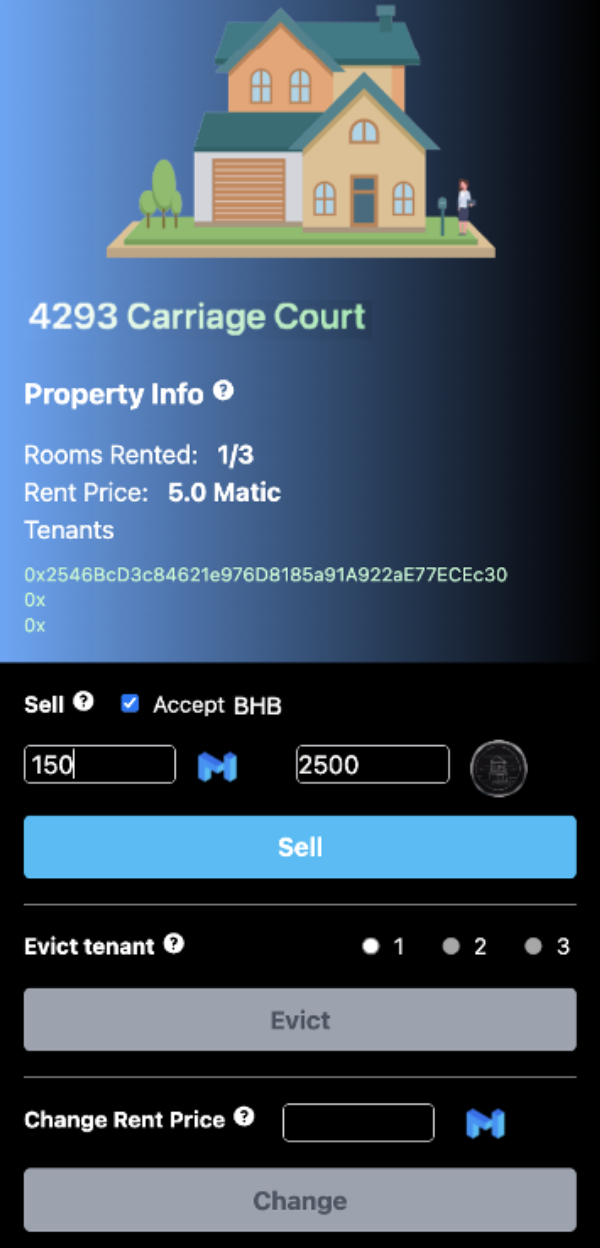 4293 Carriage Court
Property Info ?
Rooms Rented: 1/3
Rent Price: 5.0 Matic
Tenants
0x2546BcD3c84621e976D8185a91A922aE77ECEc30
0x
0x
Sell ? Accept BHB
150 2500
Sell
Evict tenant ? 1 2 3
Evict
Change Rent Price ?
Change